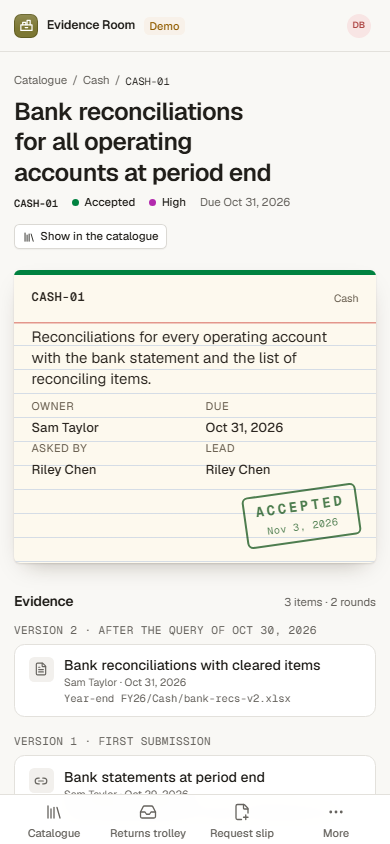 Evidence Room Demo DB
Catalogue / Cash / CASH-01
Bank reconciliations
for all operating
accounts at period end
CASH-01 Accepted High Due Oct 31, 2026
Show in the catalogue
CASH-01 Cash
Reconciliations for every operating account
with the bank statement and the list of
reconciling items.
OWNER DUE
Sam Taylor Oct 31, 2026
ASKED BY LEAD
Riley Chen Riley Chen
ACCEPTED
Nov 3, 2026
Evidence 3 items · 2 rounds
VERSION 2 · AFTER THE QUERY OF OCT 30, 2026
Bank reconciliations with cleared items
Sam Taylor · Oct 31, 2026
Year-end FY26/Cash/bank-recs-v2.xlsx
VERSION 1 · FIRST SUBMISSION
Bank statements at period end
Catalogue Returns trolley Request slip More